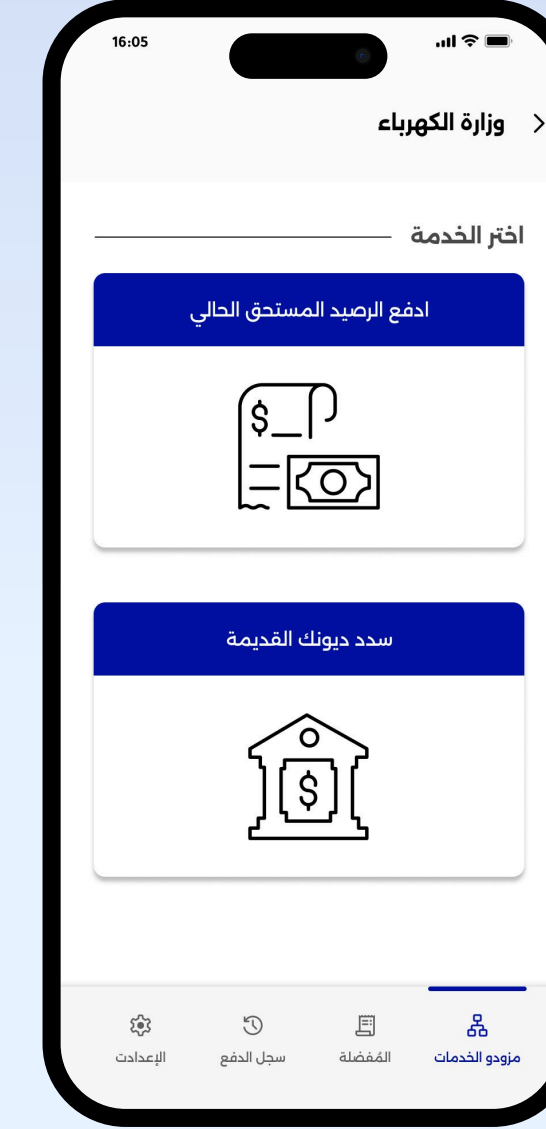 16:05
وزارة الكهرباء
اختر الخدمة
ادفع الرصيد المستحق الحالي
$
سدد ديونك القديمة
$
مزودو الخدمات
المُفضلة
سجل الدفع
الإعدادت